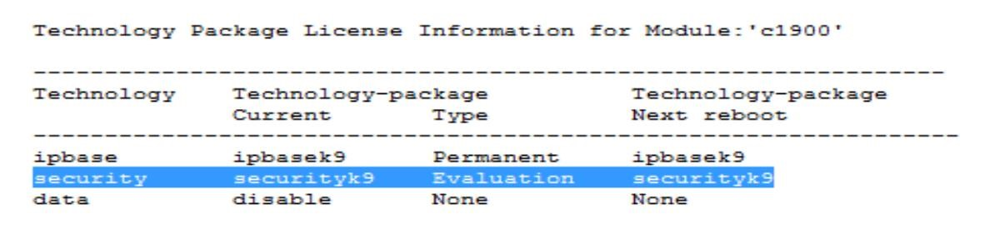 Technology Package License Information for Module:'c1900'
-----------------------------------------------------------------
Technology    Technology-package            Technology-package
              Current       Type            Next reboot
------------------------------------------------------------------
ipbase        ipbasek9      Permanent       ipbasek9
security      securityk9    Evaluation      securityk9
data          disable       None            None